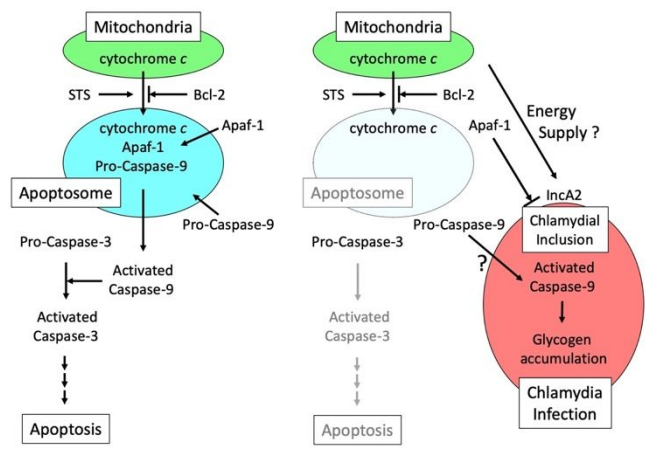 Mitochondria
cytochrome c
STS
Bcl-2
cytochrome c
Apaf-1
Pro-Caspase-9
Apaf-1
Apoptosome
Pro-Caspase-9
Pro-Caspase-3
Activated
Caspase-9
Activated
Caspase-3
Apoptosis
Mitochondria
cytochrome c
STS
Bcl-2
cytochrome c
Apaf-1
Energy
Supply ?
Apoptosome
IncA2
Pro-Caspase-9
Chlamydial
Inclusion
Pro-Caspase-3
?
Activated
Caspase-9
Activated
Caspase-3
Glycogen
accumulation
Chlamydia
Infection
Apoptosis